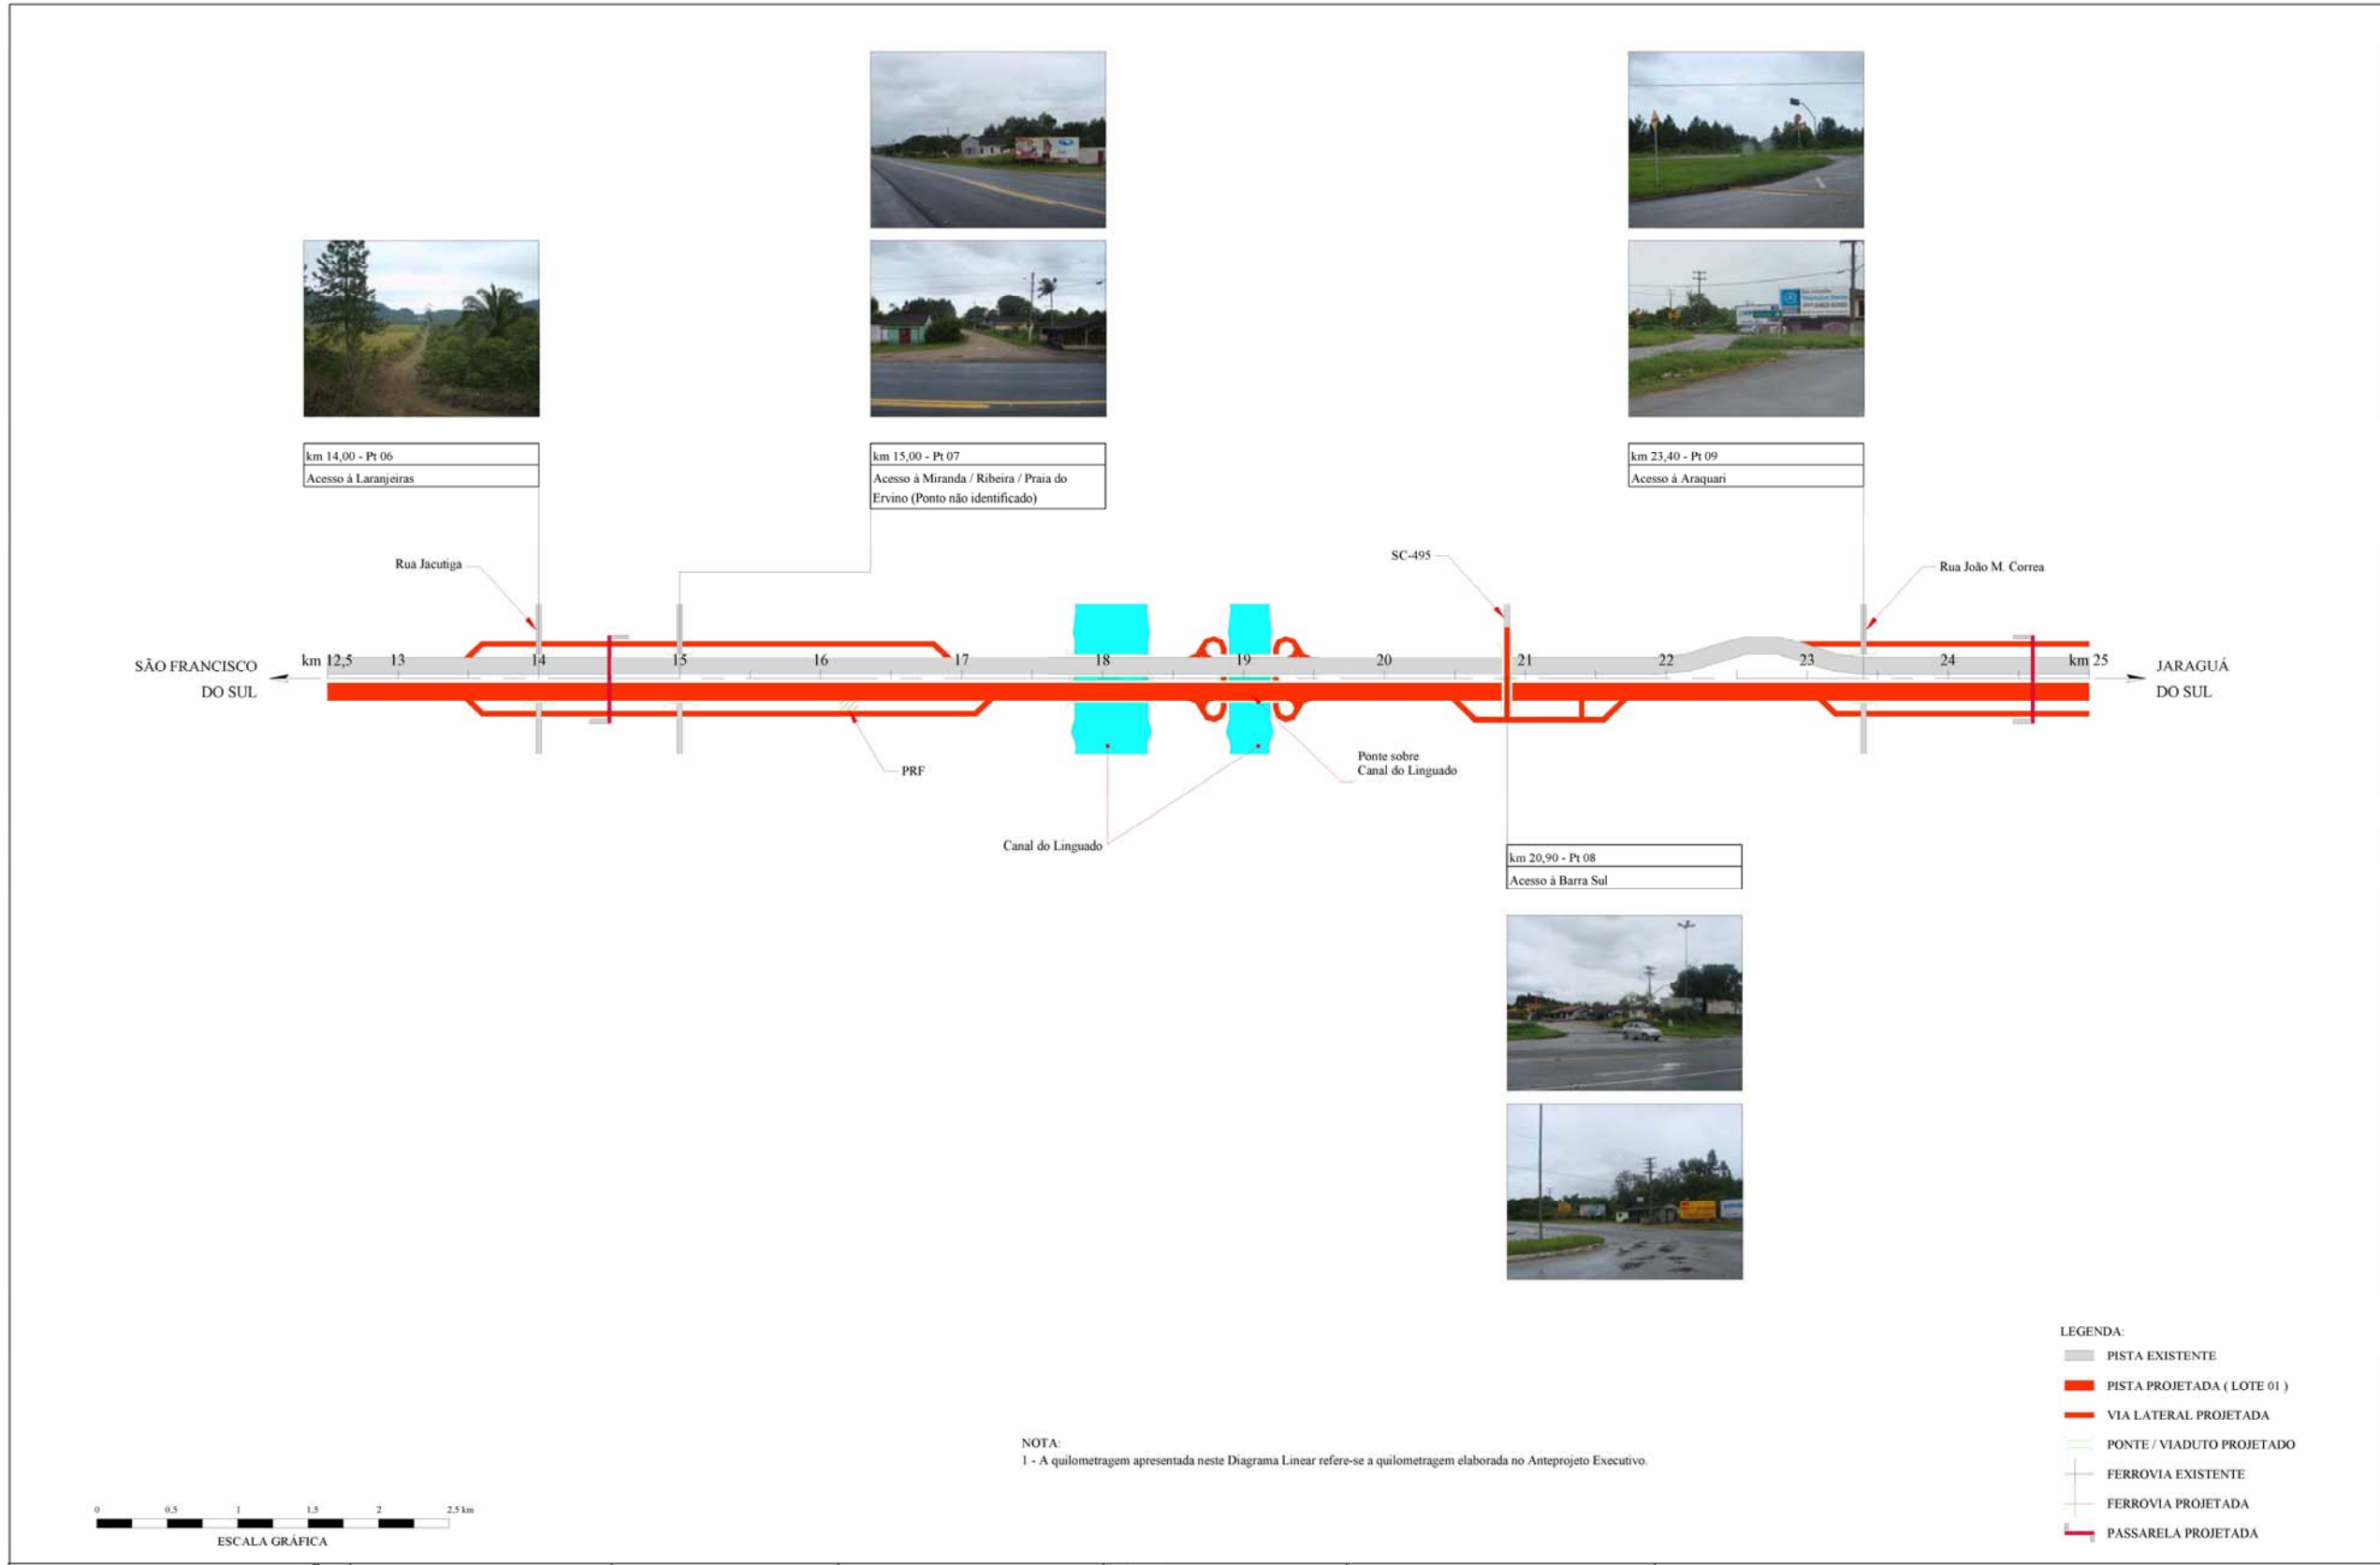 km 14,00 - Pt 06
Acesso à Laranjeiras
km 15,00 - Pt 07
Acesso à Miranda / Ribeira / Praia do
Ervino (Ponto não identificado)
km 23,40 - Pt 09
Acesso à Araquari
Rua Jacutiga
SC-495
Rua João M. Correa
SÃO FRANCISCO
DO SUL
km 12,5 13 14 15 16 17 18 19 20 21 22 23 24 km 25
JARAGUÁ
DO SUL
PRF
Ponte sobre
Canal do Linguado
Canal do Linguado
km 20,90 - Pt 08
Acesso à Barra Sul
LEGENDA:
PISTA EXISTENTE
PISTA PROJETADA ( LOTE 01 )
VIA LATERAL PROJETADA
PONTE / VIADUTO PROJETADO
FERROVIA EXISTENTE
FERROVIA PROJETADA
PASSARELA PROJETADA
NOTA:
1 - A quilometragem apresentada neste Diagrama Linear refere-se a quilometragem elaborada no Anteprojeto Executivo.
0 0.5 1 1.5 2 2.5 km
ESCALA GRÁFICA